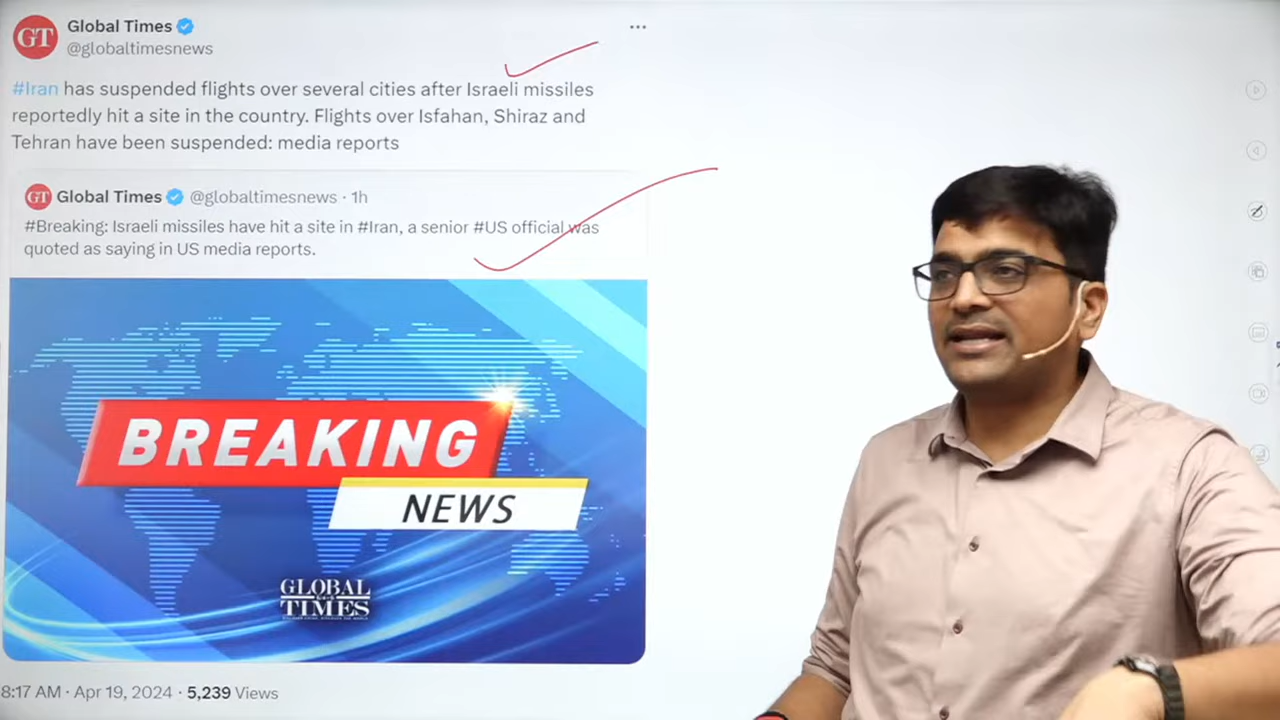 GT
Global Times
@globaltimesnews
#Iran has suspended flights over several cities after Israeli missiles
reportedly hit a site in the country. Flights over Isfahan, Shiraz and
Tehran have been suspended: media reports
GT
Global Times @globaltimesnews · 1h
#Breaking: Israeli missiles have hit a site in #Iran, a senior #US official was
quoted as saying in US media reports.
BREAKING
NEWS
GLOBAL
TIMES
8:17 AM · Apr 19, 2024 · 5,239 Views